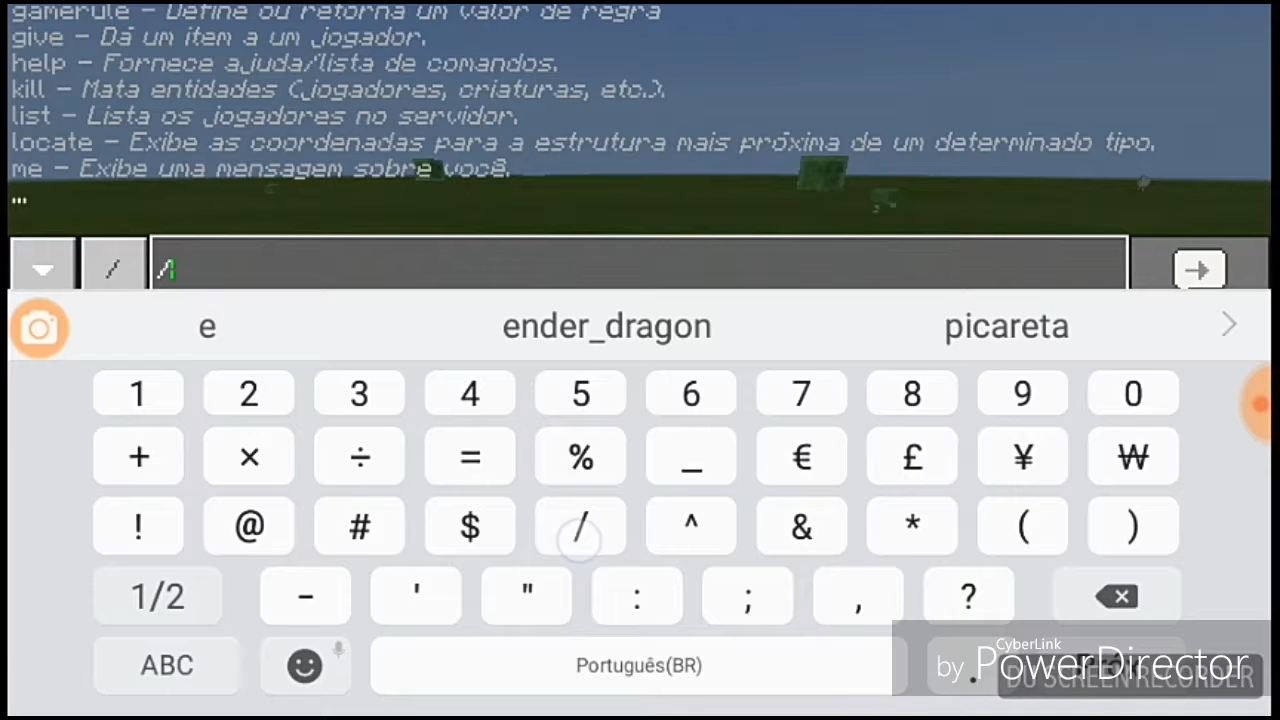 gamerule – Define ou retorna um valor de regra
give – Dá um item a um jogador.
help – Fornece ajuda/lista de comandos.
kill – Mata entidades (jogadores, criaturas, etc.).
list – Lista os jogadores no servidor.
locate – Exibe as coordenadas para a estrutura mais próxima de um determinado tipo.
me – Exibe uma mensagem sobre você.
...
/ /
e ender_dragon picareta
1 2 3 4 5 6 7 8 9 0
+ × ÷ = % _ € £ ¥ ₩
! @ # $ / ^ & * ( )
1/2 - ' " : ; , ?
ABC Português(BR) .
CyberLink
by PowerDirector
DU SCREEN RECORDER